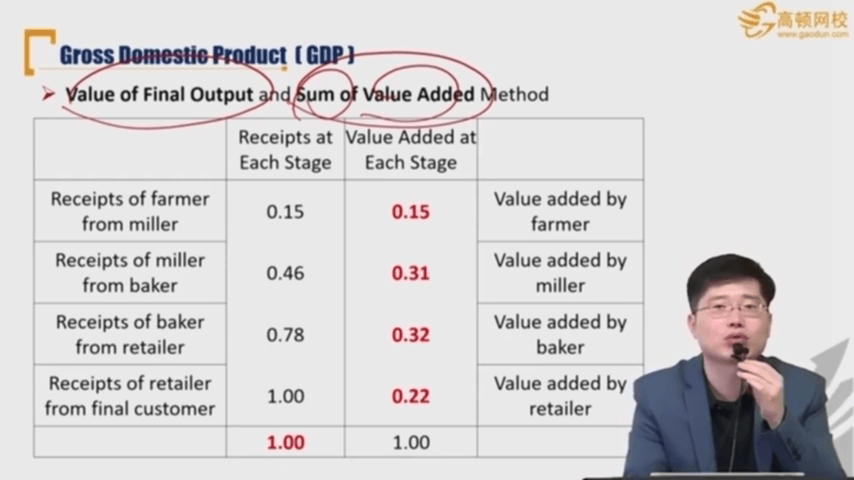 高顿网校
www.gaodun.com
Gross Domestic Product ( GDP )
➤ Value of Final Output and Sum of Value Added Method
Receipts at Value Added at
Each Stage Each Stage
Receipts of farmer
from miller
0.15
0.15
Value added by
farmer
Receipts of miller
from baker
0.46
0.31
Value added by
miller
Receipts of baker
from retailer
0.78
0.32
Value added by
baker
Receipts of retailer
from final customer
1.00
0.22
Value added by
retailer
1.00 1.00